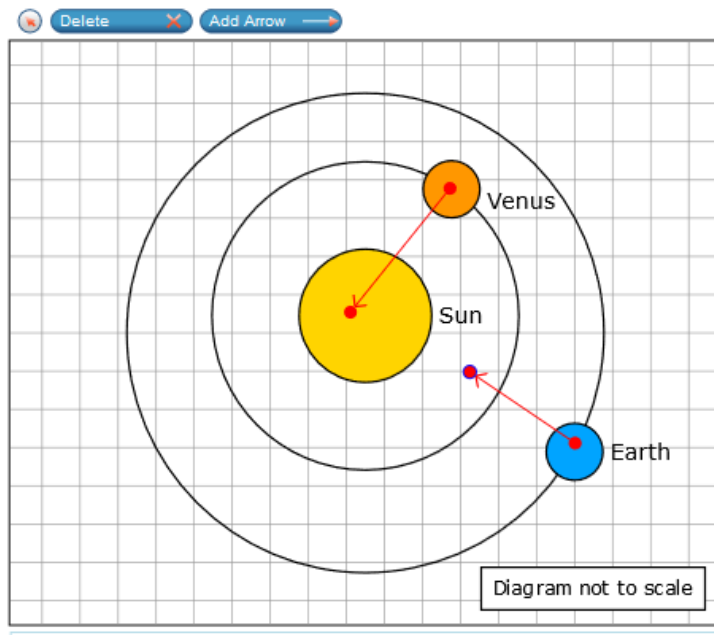 Delete
Add Arrow
Venus
Sun
Earth
Diagram not to scale